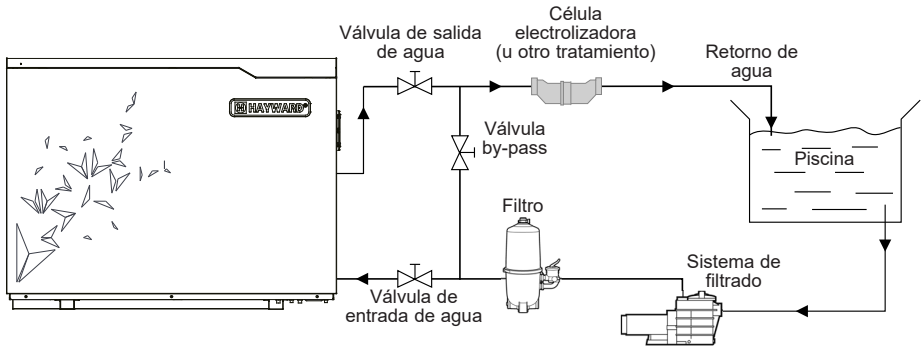 Válvula de salida
de agua
Célula
electrolizadora
(u otro tratamiento)
Retorno de
agua
HAYWARD®
Válvula
by-pass
Piscina
Filtro
Sistema de
filtrado
Válvula de
entrada de agua